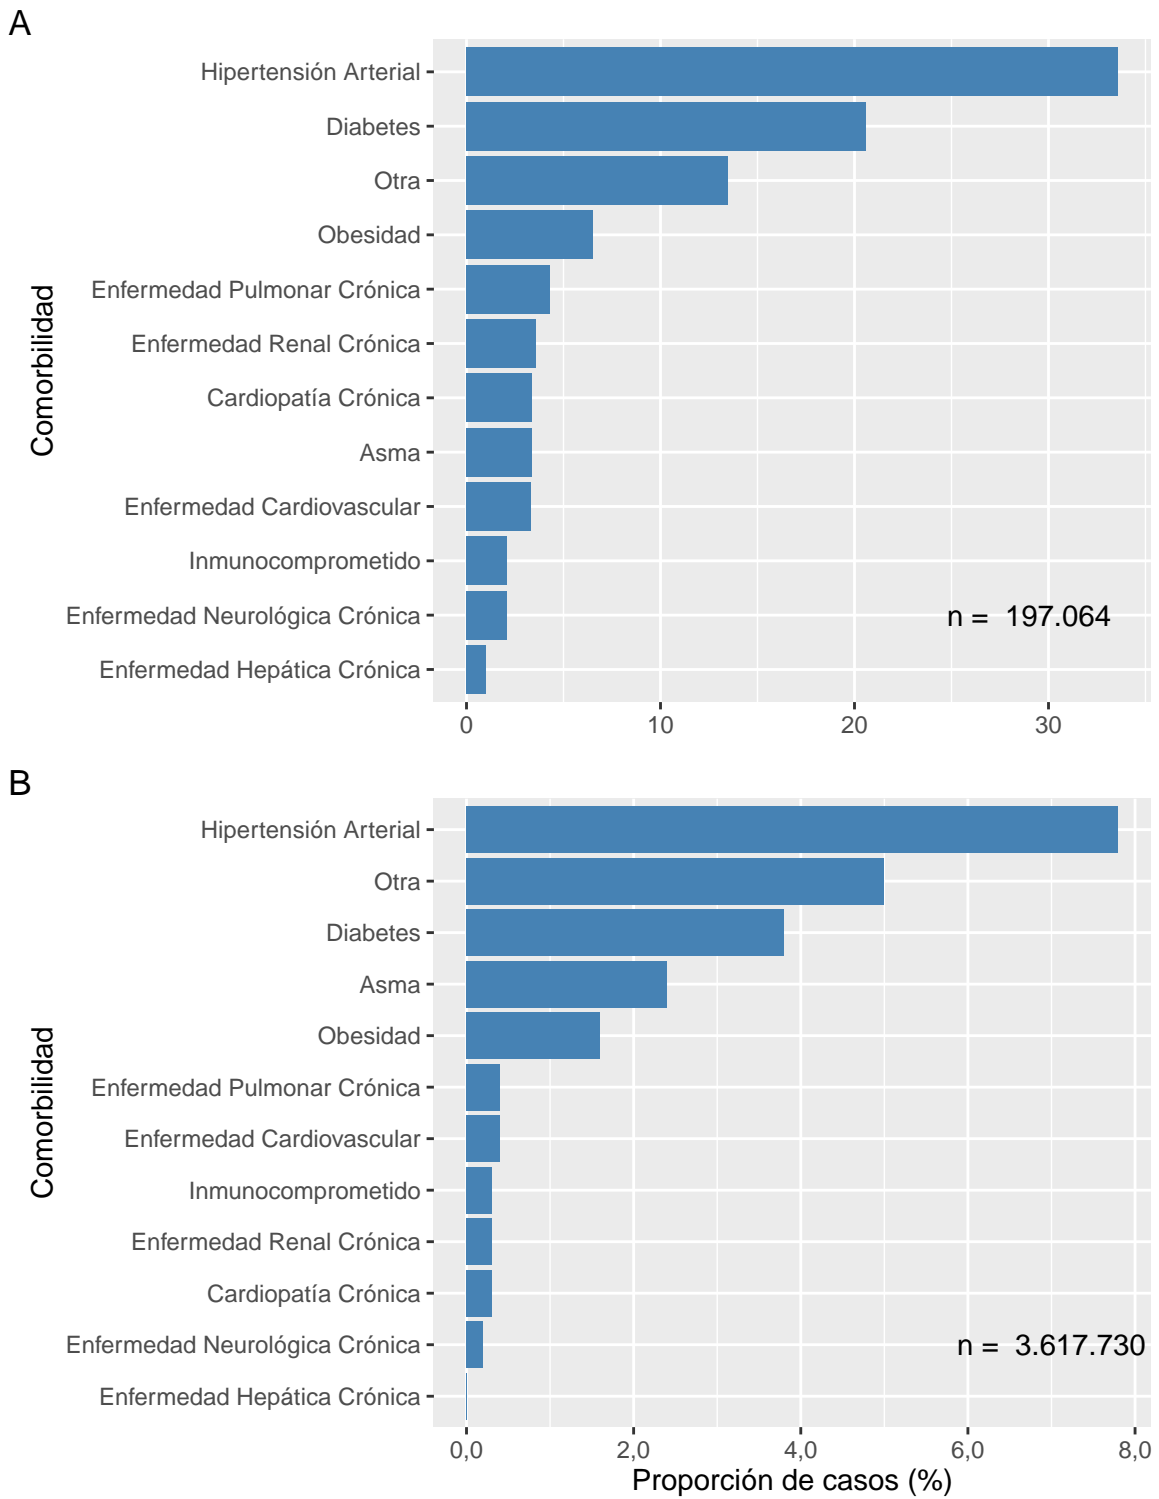 A
Comorbilidad
Hipertensión Arterial
Diabetes
Otra
Obesidad
Enfermedad Pulmonar Crónica
Enfermedad Renal Crónica
Cardiopatía Crónica
Asma
Enfermedad Cardiovascular
Inmunocomprometido
Enfermedad Neurológica Crónica
Enfermedad Hepática Crónica
n = 197.064
0 10 20 30
B
Comorbilidad
Hipertensión Arterial
Otra
Diabetes
Asma
Obesidad
Enfermedad Pulmonar Crónica
Enfermedad Cardiovascular
Inmunocomprometido
Enfermedad Renal Crónica
Cardiopatía Crónica
Enfermedad Neurológica Crónica
Enfermedad Hepática Crónica
n = 3.617.730
0,0 2,0 4,0 6,0 8,0
Proporción de casos (%)